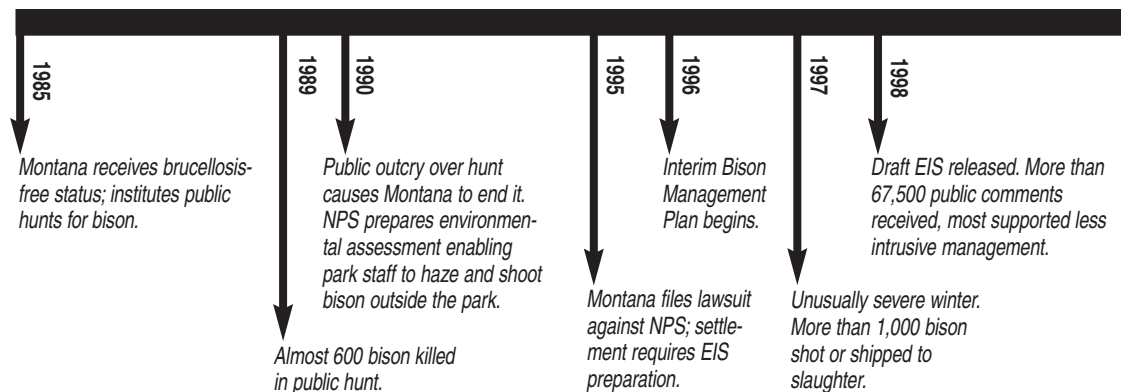 1985
Montana receives brucellosis-
free status; institutes public
hunts for bison.
1989
Almost 600 bison killed
in public hunt.
1990
Public outcry over hunt
causes Montana to end it.
NPS prepares environmen-
tal assessment enabling
park staff to haze and shoot
bison outside the park.
1995
Montana files lawsuit
against NPS; settle-
ment requires EIS
preparation.
1996
Interim Bison
Management
Plan begins.
1997
Unusually severe winter.
More than 1,000 bison
shot or shipped to
slaughter.
1998
Draft EIS released. More than
67,500 public comments
received, most supported less
intrusive management.